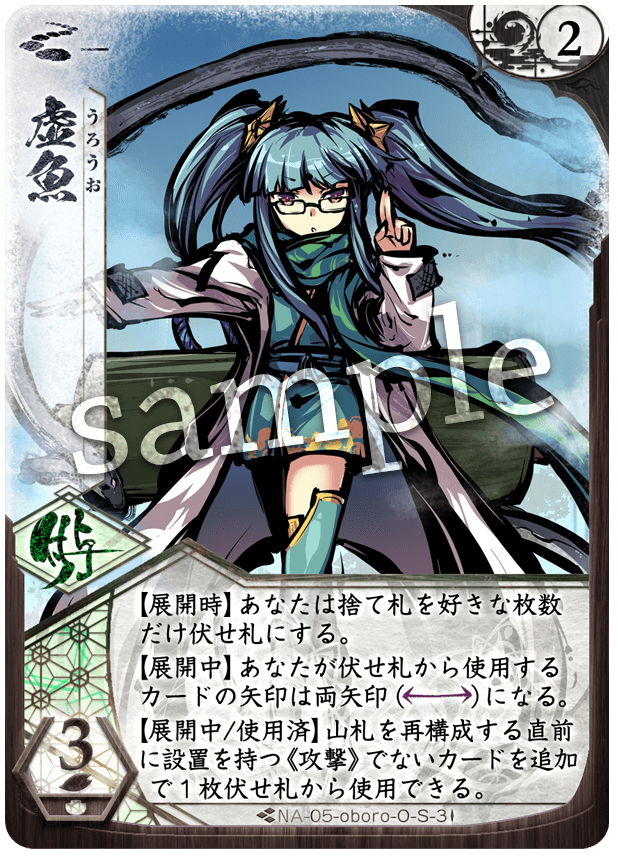 2
虚魚
うろうお
sample
付与
【展開時】あなたは捨て札を好きな枚数
だけ伏せ札にする。
【展開中】あなたが伏せ札から使用する
カードの矢印は両矢印(⟷)になる。
【展開中/使用済】山札を再構成する直前
に設置を持つ《攻撃》でないカードを追加
で1枚伏せ札から使用できる。
3
NA-05-oboro-O-S-3